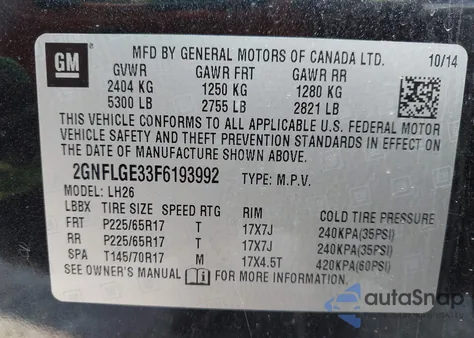 GM
MFD BY GENERAL MOTORS OF CANADA LTD.
10/14
GVWR GAWR FRT GAWR RR
2404 KG 1250 KG 1280 KG
5300 LB 2755 LB 2821 LB
THIS VEHICLE CONFORMS TO ALL APPLICABLE U.S. FEDERAL MOTOR
VEHICLE SAFETY AND THEFT PREVENTION STANDARDS IN EFFECT ON
THE DATE OF MANUFACTURE SHOWN ABOVE.
2GNFLGE33F6193992 TYPE: M.P.V.
MODEL: LH26
LBBX TIRE SIZE SPEED RTG RIM COLD TIRE PRESSURE
FRT P225/65R17 T 17X7J 240KPA(35PSI)
RR P225/65R17 T 17X7J 240KPA(35PSI)
SPA T145/70R17 M 17X4.5T 420KPA(60PSI)
SEE OWNER'S MANUAL FOR MORE INFORMATION
autoSnap